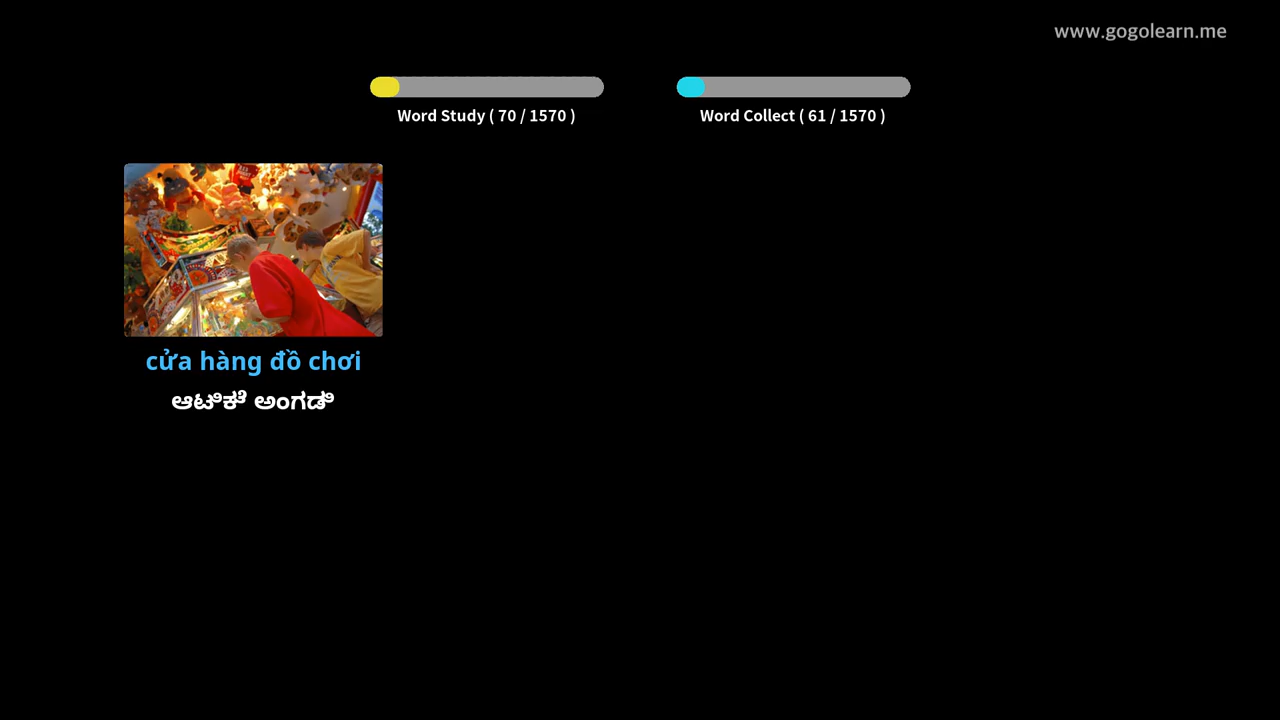 www.gogolearn.me
Word Study ( 70 / 1570 )
Word Collect ( 61 / 1570 )
cửa hàng đồ chơi
ಆಟಿಕೆ ಅಂಗಡಿ